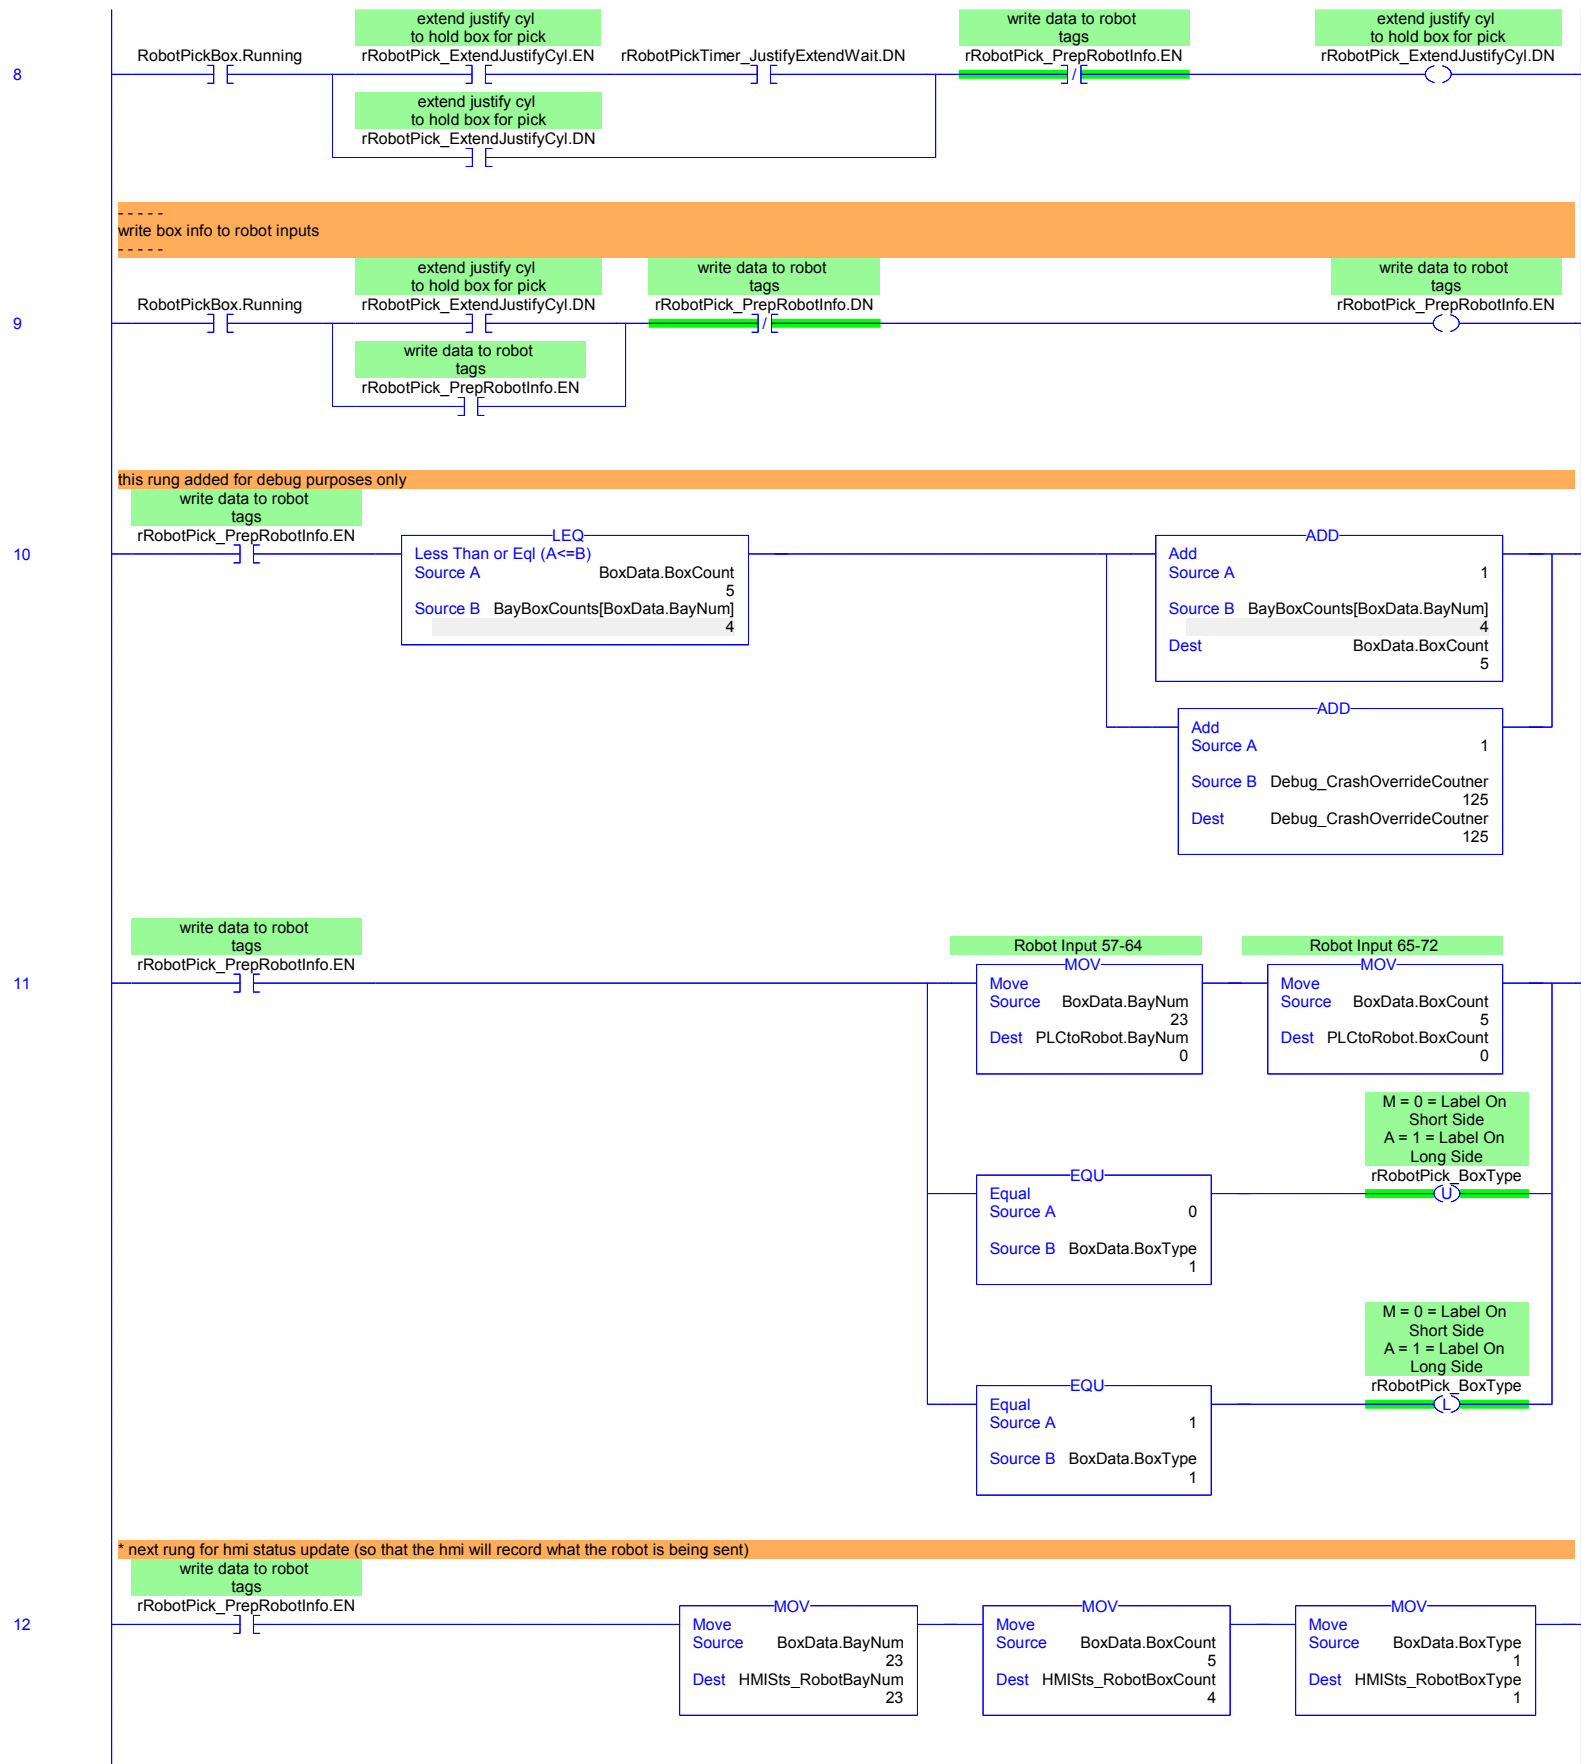 extend justify cyl
to hold box for pick
write data to robot
tags
extend justify cyl
to hold box for pick
RobotPickBox.Running
rRobotPick_ExtendJustifyCyl.EN
rRobotPickTimer_JustifyExtendWait.DN
rRobotPick_PrepRobotInfo.EN
rRobotPick_ExtendJustifyCyl.DN
8
extend justify cyl
to hold box for pick
rRobotPick_ExtendJustifyCyl.DN
- - - - -
write box info to robot inputs
- - - - -
extend justify cyl
to hold box for pick
write data to robot
tags
write data to robot
tags
RobotPickBox.Running
rRobotPick_ExtendJustifyCyl.DN
rRobotPick_PrepRobotInfo.DN
rRobotPick_PrepRobotInfo.EN
9
write data to robot
tags
rRobotPick_PrepRobotInfo.EN
this rung added for debug purposes only
write data to robot
tags
rRobotPick_PrepRobotInfo.EN
10
LEQ
Less Than or Eql (A<=B)
Source A BoxData.BoxCount
5
Source B BayBoxCounts[BoxData.BayNum]
4
ADD
Add
Source A 1
Source B BayBoxCounts[BoxData.BayNum]
4
Dest BoxData.BoxCount
5
ADD
Add
Source A 1
Source B Debug_CrashOverrideCoutner
125
Dest Debug_CrashOverrideCoutner
125
write data to robot
tags
rRobotPick_PrepRobotInfo.EN
11
Robot Input 57-64
MOV
Move
Source BoxData.BayNum
23
Dest PLCtoRobot.BayNum
0
Robot Input 65-72
MOV
Move
Source BoxData.BoxCount
5
Dest PLCtoRobot.BoxCount
0
M = 0 = Label On
Short Side
A = 1 = Label On
Long Side
rRobotPick_BoxType
U
EQU
Equal
Source A 0
Source B BoxData.BoxType
1
M = 0 = Label On
Short Side
A = 1 = Label On
Long Side
rRobotPick_BoxType
L
EQU
Equal
Source A 1
Source B BoxData.BoxType
1
* next rung for hmi status update (so that the hmi will record what the robot is being sent)
write data to robot
tags
rRobotPick_PrepRobotInfo.EN
12
MOV
Move
Source BoxData.BayNum
23
Dest HMISts_RobotBayNum
23
MOV
Move
Source BoxData.BoxCount
5
Dest HMISts_RobotBoxCount
4
MOV
Move
Source BoxData.BoxType
1
Dest HMISts_RobotBoxType
1